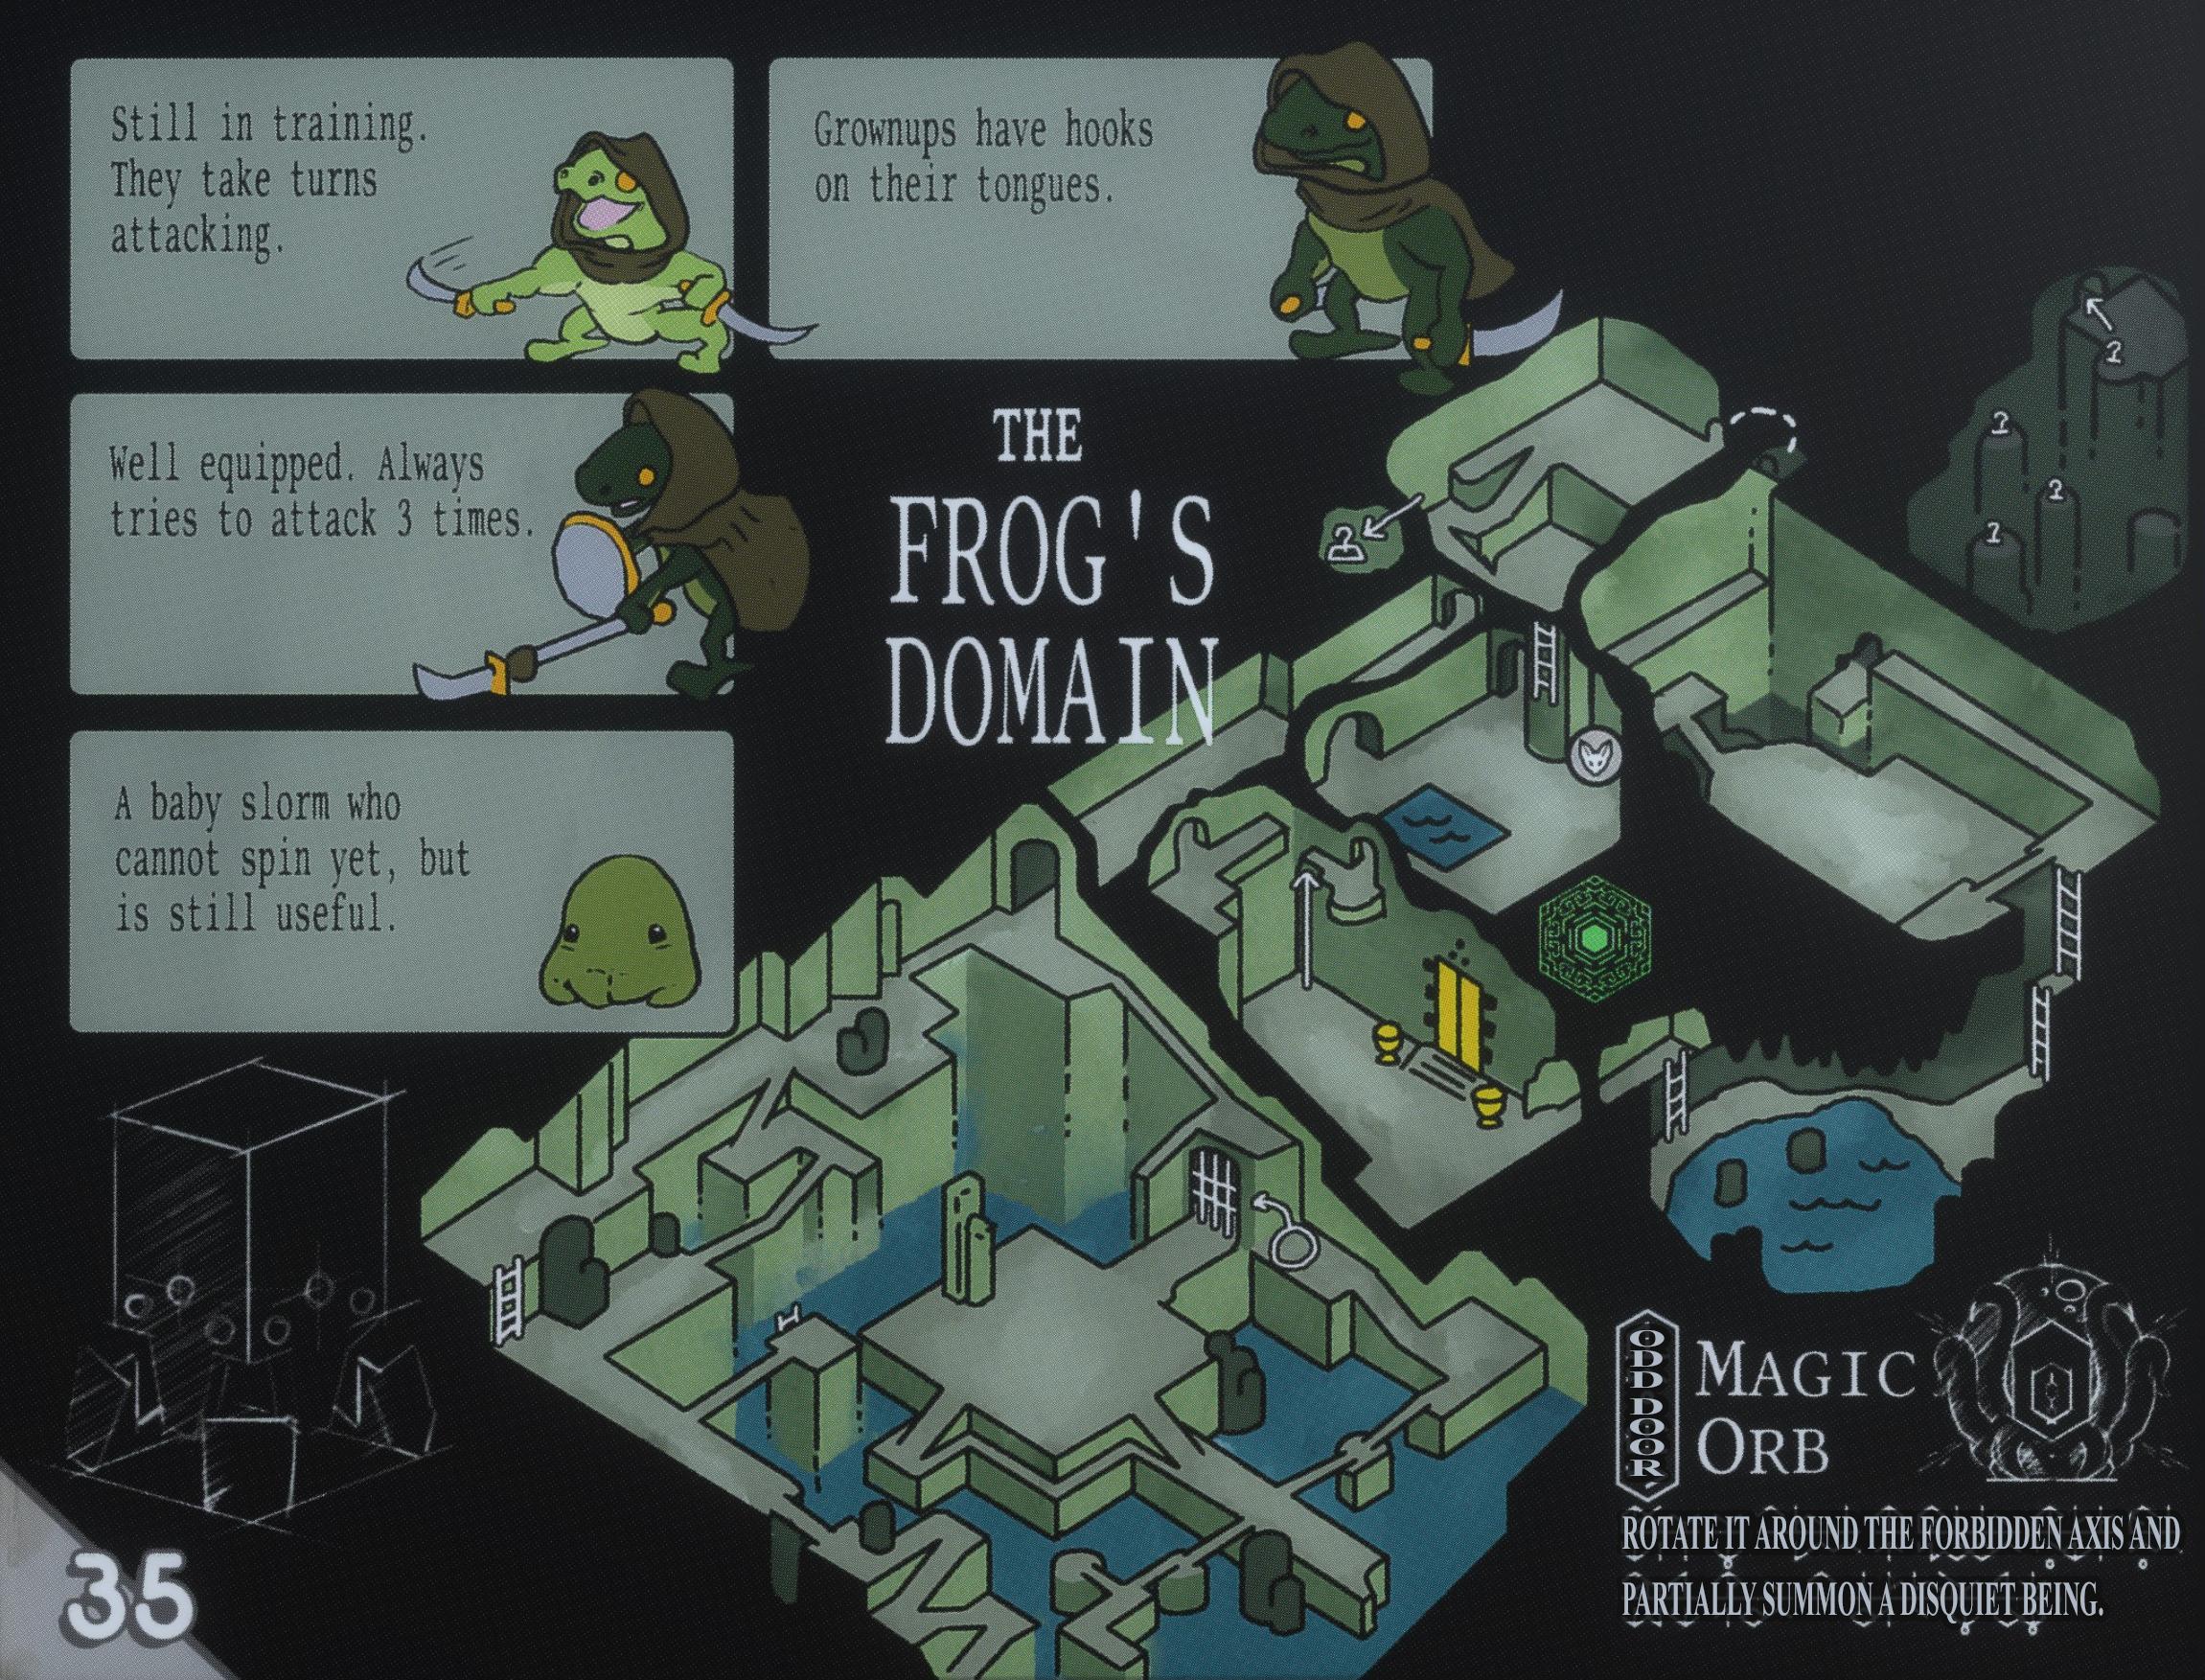 Still in training.
They take turns
attacking.
Grownups have hooks
on their tongues.
Well equipped. Always
tries to attack 3 times.
THE
FROG'S
DOMAIN
A baby slorm who
cannot spin yet, but
is still useful.
?
?
?
?
?
ODD DOOR
MAGIC
ORB
ROTATE IT AROUND THE FORBIDDEN AXIS AND
PARTIALLY SUMMON A DISQUIET BEING.
35